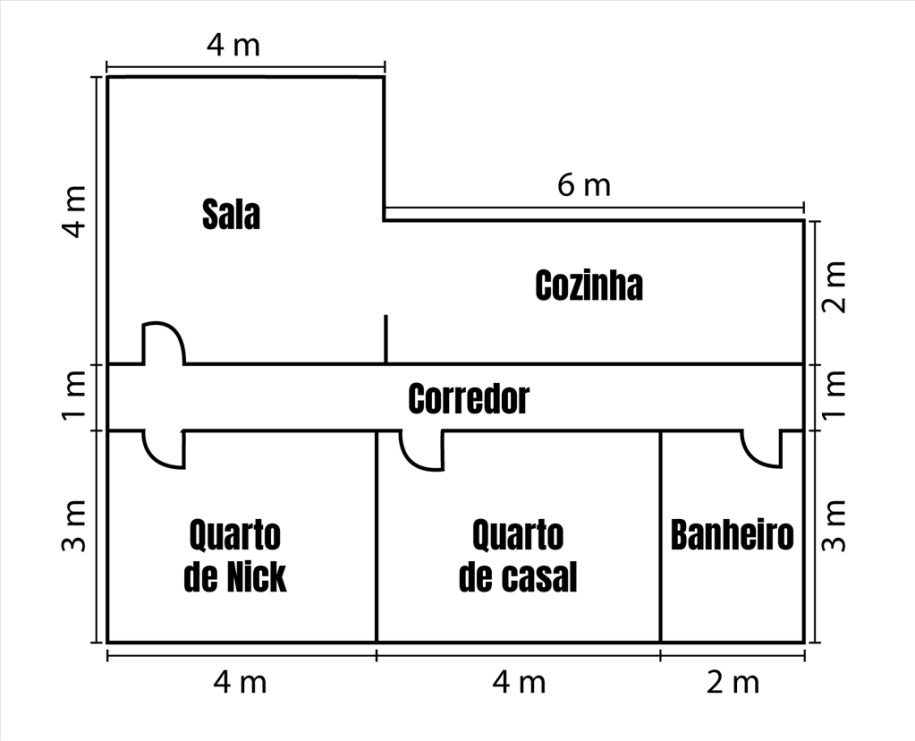 4 m
4 m
Sala
6 m
Cozinha
2 m
1 m
Corredor
1 m
3 m
Quarto
de Nick
Quarto
de casal
Banheiro
3 m
4 m
4 m
2 m